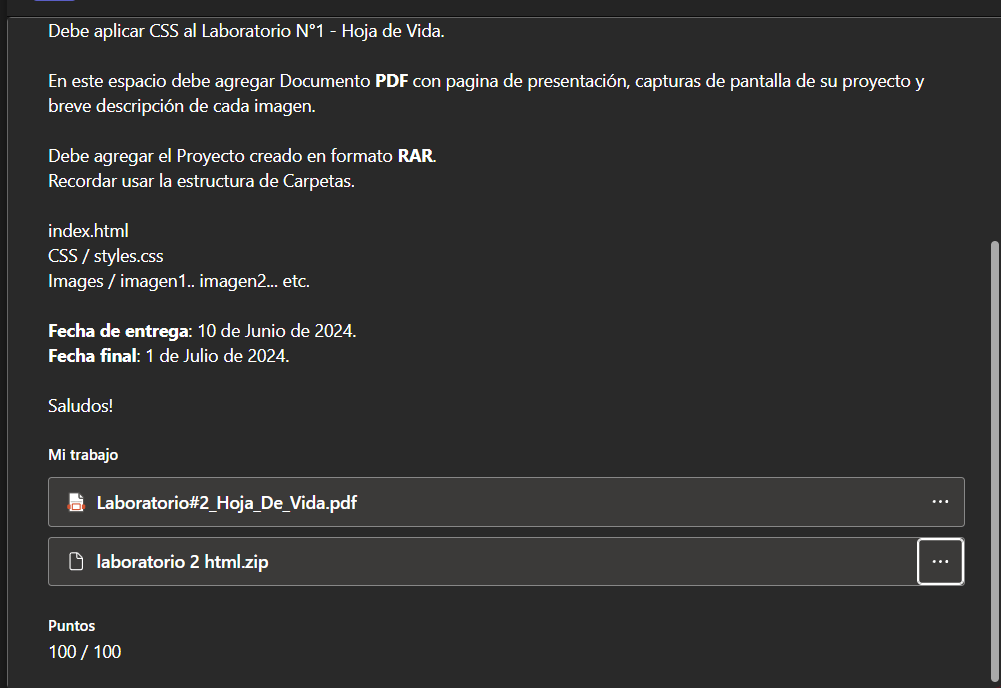 Debe aplicar CSS al Laboratorio N°1 - Hoja de Vida.
En este espacio debe agregar Documento PDF con pagina de presentación, capturas de pantalla de su proyecto y
breve descripción de cada imagen.
Debe agregar el Proyecto creado en formato RAR.
Recordar usar la estructura de Carpetas.
index.html
CSS / styles.css
Images / imagen1.. imagen2... etc.
Fecha de entrega: 10 de Junio de 2024.
Fecha final: 1 de Julio de 2024.
Saludos!
Mi trabajo
Laboratorio#2_Hoja_De_Vida.pdf
laboratorio 2 html.zip
Puntos
100 / 100